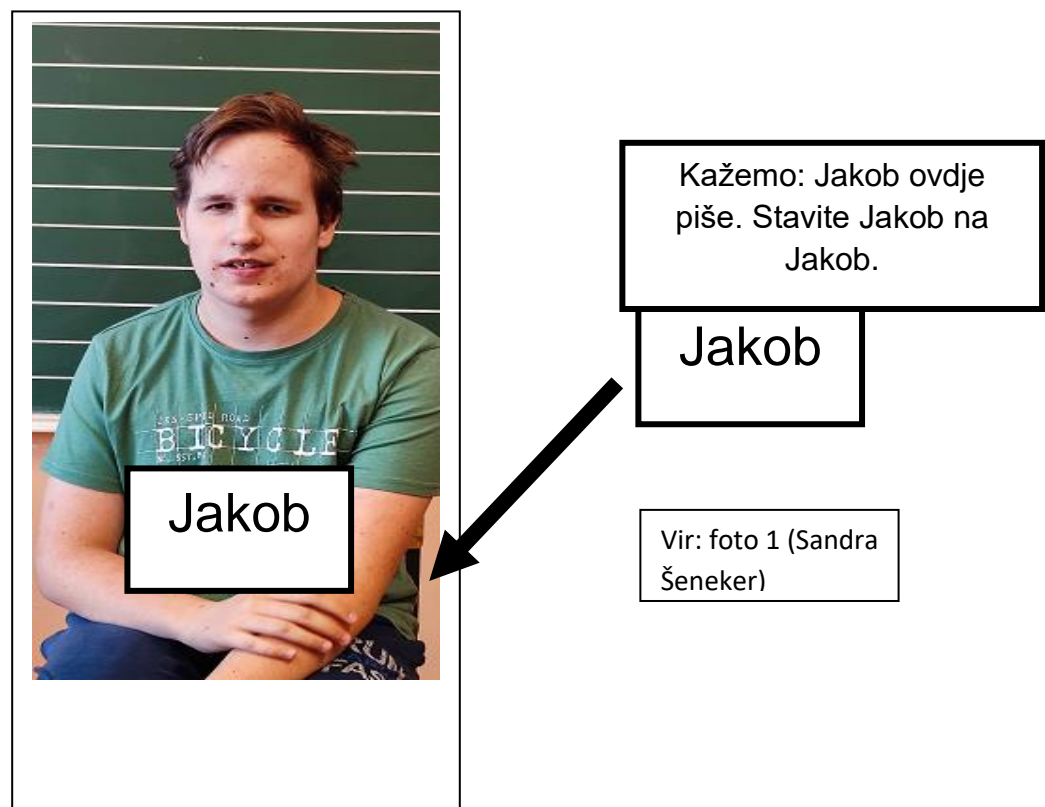 BICYCLE
Jakob
Kažemo: Jakob ovdje
piše. Stavite Jakob na
Jakob.
Jakob
Vir: foto 1 (Sandra
Šeneker)